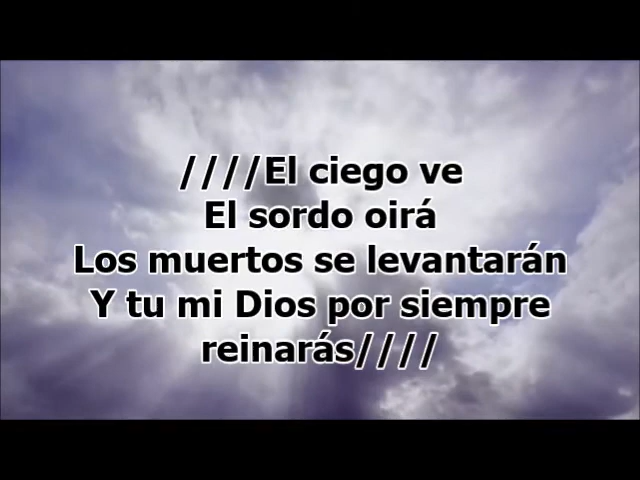 ////El ciego ve
El sordo oirá
Los muertos se levantarán
Y tu mi Dios por siempre
reinarás////